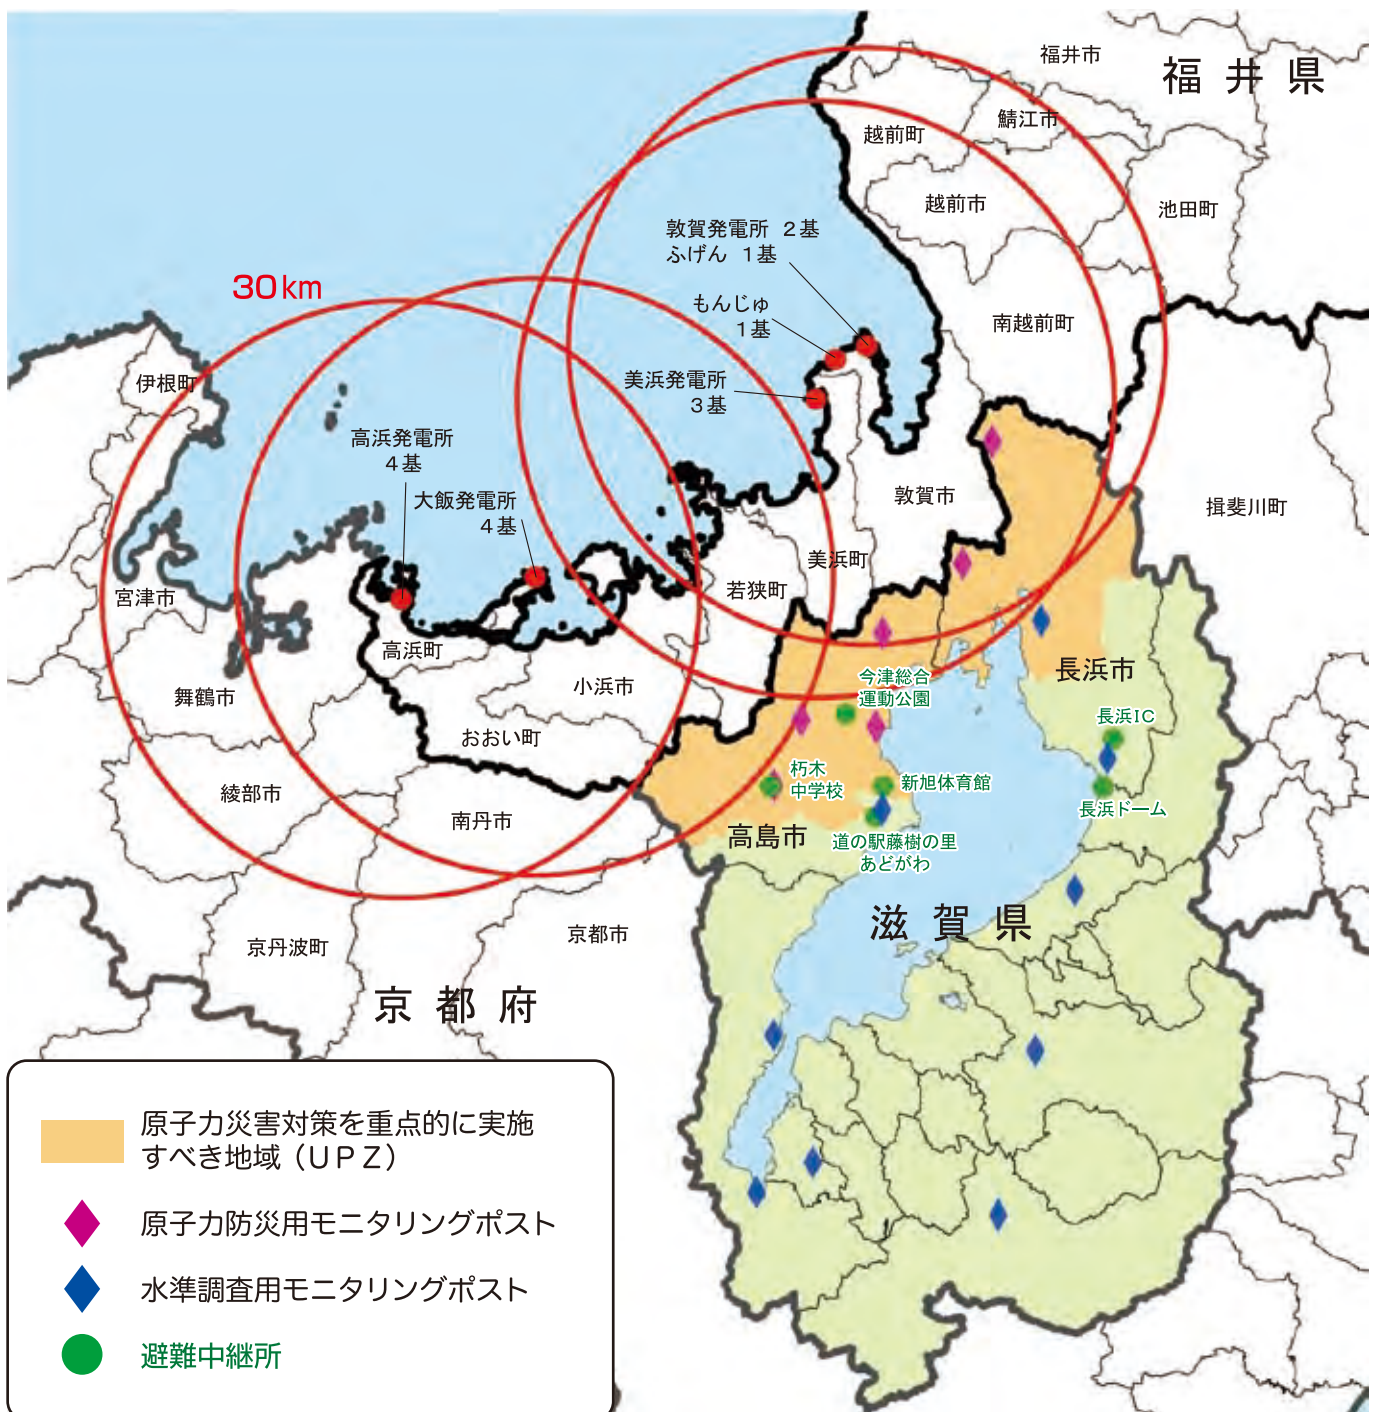 福井市
福井県
鯖江市
越前町
越前市
池田町
敦賀発電所 2基
ふげん 1基
30km
もんじゅ
1基
南越前町
伊根町
美浜発電所
3基
高浜発電所
4基
大飯発電所
4基
敦賀市
揖斐川町
美浜町
若狭町
宮津市
高浜町
小浜市
舞鶴市
今津総合
運動公園
長浜市
おおい町
長浜IC
朽木
中学校
新旭体育館
綾部市
南丹市
高島市
長浜ドーム
道の駅藤樹の里
あどがわ
滋賀県
京都市
京丹波町
京都府
原子力災害対策を重点的に実施
すべき地域(UPZ)
原子力防災用モニタリングポスト
水準調査用モニタリングポスト
避難中継所